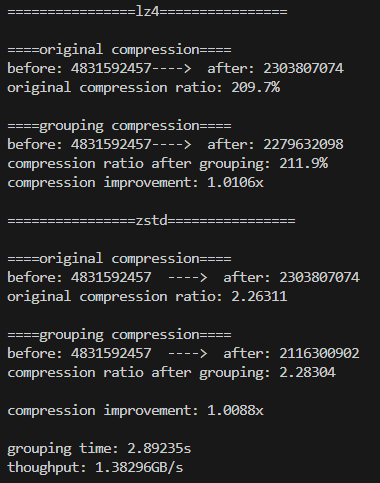 ================lz4================
====original compression====
before: 4831592457---->  after: 2303807074
original compression ratio: 209.7%
====grouping compression====
before: 4831592457---->  after: 2279632098
compression ratio after grouping: 211.9%
compression improvement: 1.0106x
================zstd================
====original compression====
before: 4831592457  ---->  after: 2303807074
original compression ratio: 2.26311
====grouping compression====
before: 4831592457  ---->  after: 2116300902
compression ratio after grouping: 2.28304
compression improvement: 1.0088x
grouping time: 2.89235s
thoughput: 1.38296GB/s